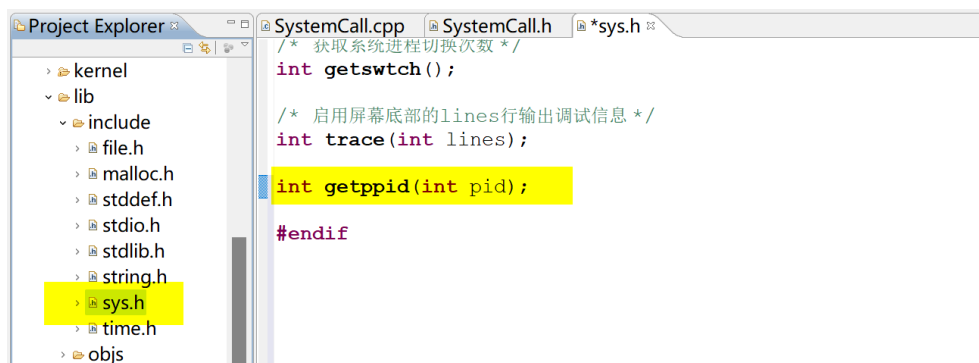 Project Explorer
SystemCall.cpp
SystemCall.h
*sys.h
kernel
lib
include
file.h
malloc.h
stddef.h
stdio.h
stdlib.h
string.h
sys.h
time.h
objs
/* 获取系统进程切换次数 */
int getswtch();
/* 启用屏幕底部的lines行输出调试信息 */
int trace(int lines);
int getppid(int pid);
#endif